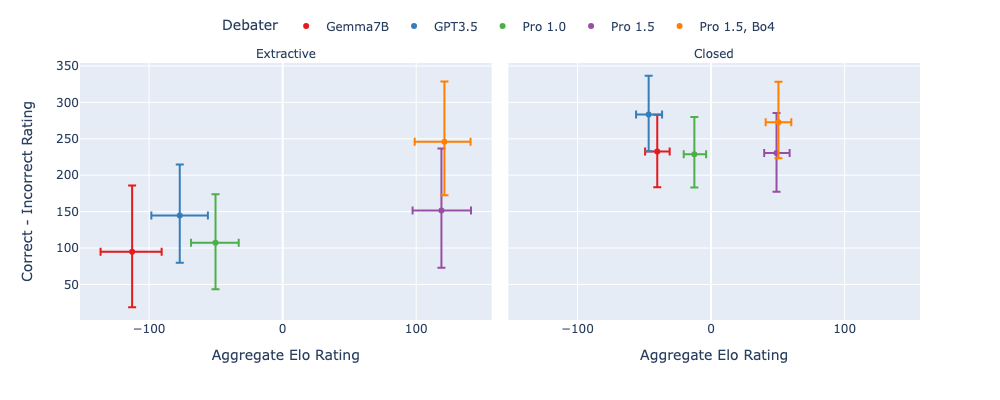 Debater Gemma7B GPT3.5 Pro 1.0 Pro 1.5 Pro 1.5, Bo4
Extractive Closed
350
300
250
200
150
100
50
Correct - Incorrect Rating
−100 0 100 −100 0 100
Aggregate Elo Rating Aggregate Elo Rating